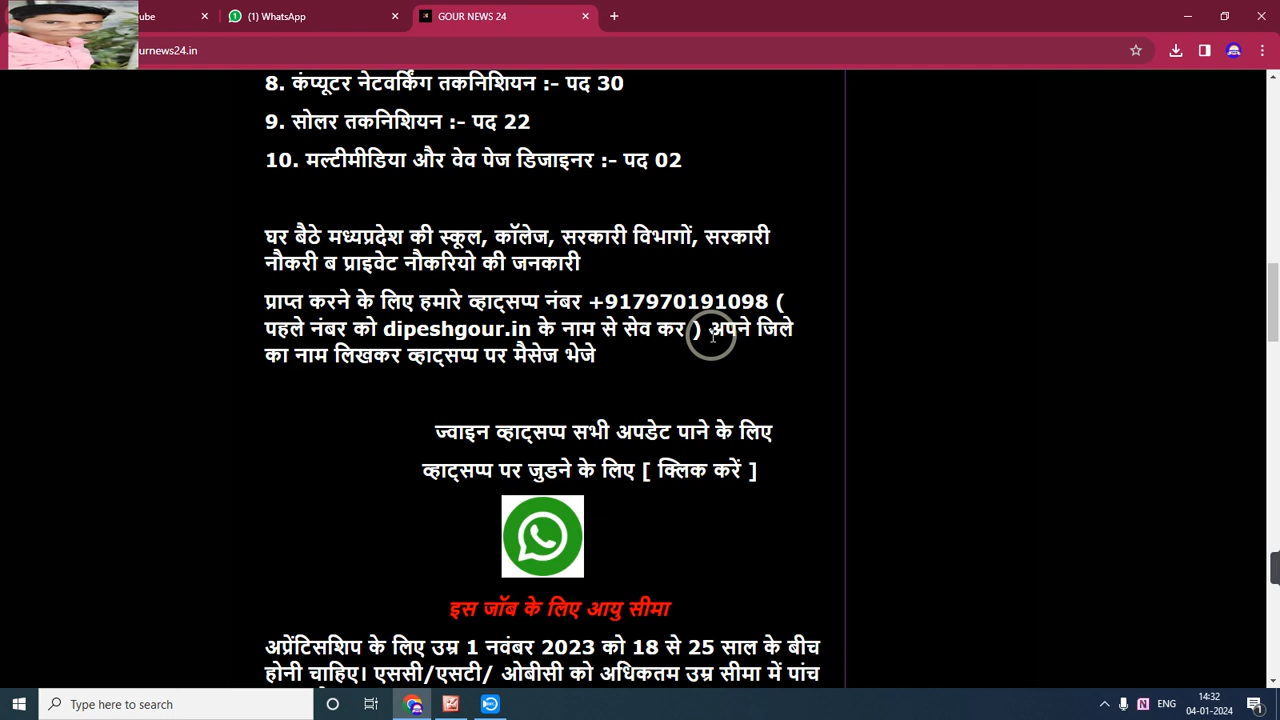 ube
(1) WhatsApp
GOUR NEWS 24
urnews24.in
8. कंप्यूटर नेटवर्किंग तकनिशियन :- पद 30
9. सोलर तकनिशियन :- पद 22
10. मल्टीमीडिया और वेव पेज डिजाइनर :- पद 02
घर बैठे मध्यप्रदेश की स्कूल, कॉलेज, सरकारी विभागों, सरकारी
नौकरी ब प्राइवेट नौकरियो की जनकारी
प्राप्त करने के लिए हमारे व्हाट्सप्प नंबर +917970191098 (
पहले नंबर को dipeshgour.in के नाम से सेव कर ) अपने जिले
का नाम लिखकर व्हाट्सप्प पर मैसेज भेजे
ज्वाइन व्हाट्सप्प सभी अपडेट पाने के लिए
व्हाट्सप्प पर जुडने के लिए [ क्लिक करें ]
इस जॉब के लिए आयु सीमा
अप्रेंटिसशिप के लिए उम्र 1 नवंबर 2023 को 18 से 25 साल के बीच
होनी चाहिए। एससी/एसटी/ ओबीसी को अधिकतम उम्र सीमा में पांच
Type here to search
ENG
14:32
04-01-2024